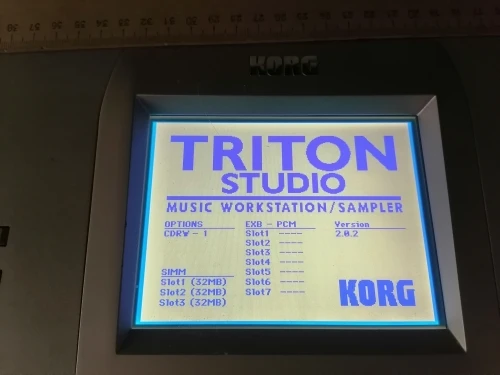 KORG
TRITON
STUDIO
MUSIC WORKSTATION/SAMPLER
OPTIONS
CDRW - 1
EXB - PCM
Slot1 ----
Slot2 ----
Slot3 ----
Slot4 ----
Slot5 ----
Slot6 ----
Slot7 ----
Version
2.0.2
SIMM
Slot1 (32MB)
Slot2 (32MB)
Slot3 (32MB)
KORG